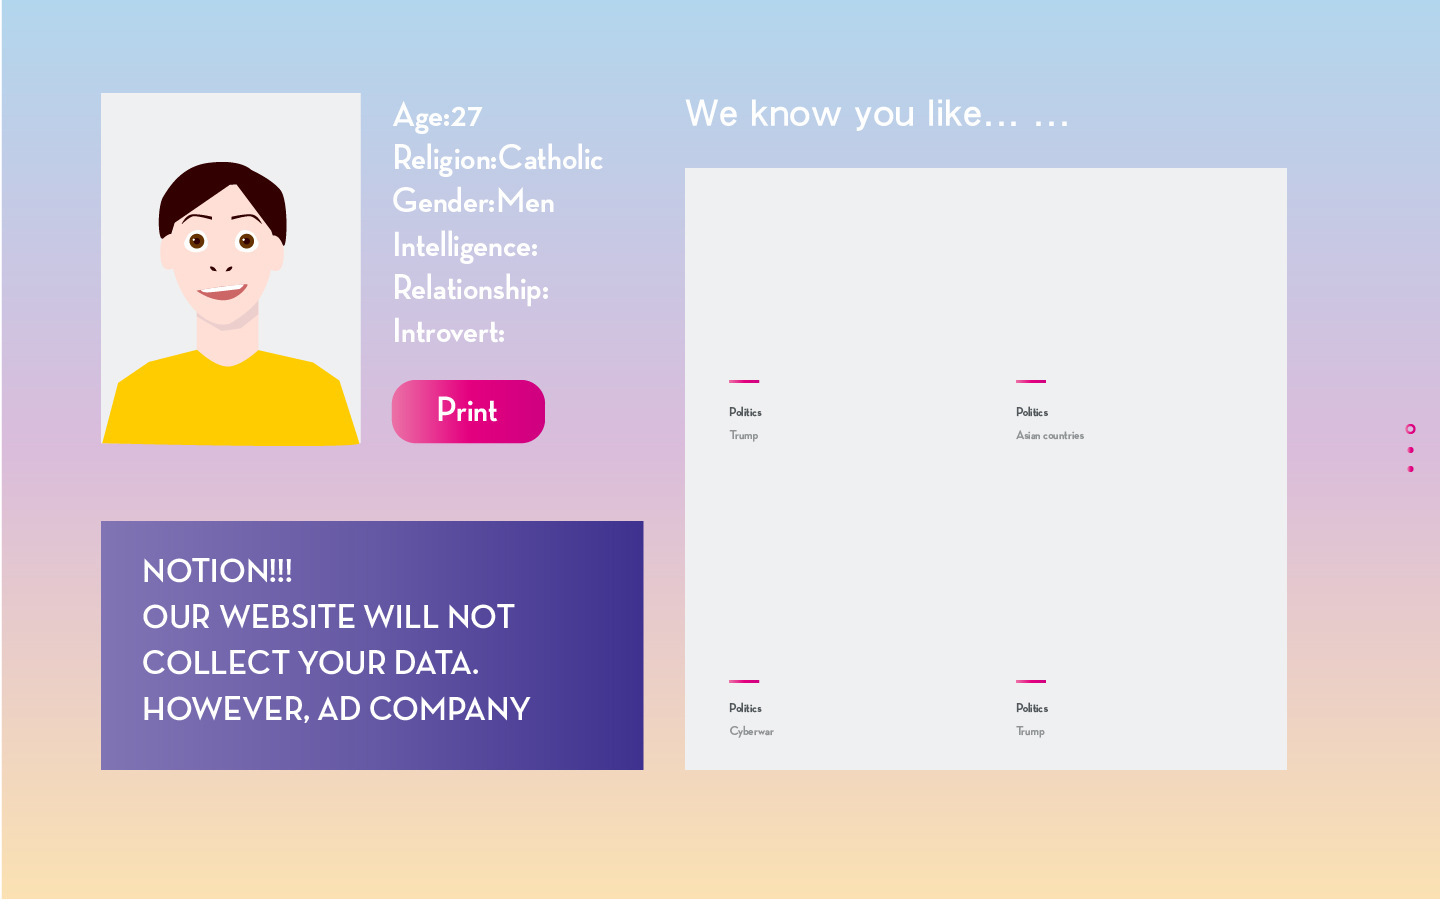 Age:27
Religion:Catholic
Gender:Men
Intelligence:
Relationship:
Introvert:
Print
NOTION!!!
OUR WEBSITE WILL NOT
COLLECT YOUR DATA.
HOWEVER, AD COMPANY
We know you like... ...
Politics
Trump
Politics
Asian countries
Politics
Cyberwar
Politics
Trump